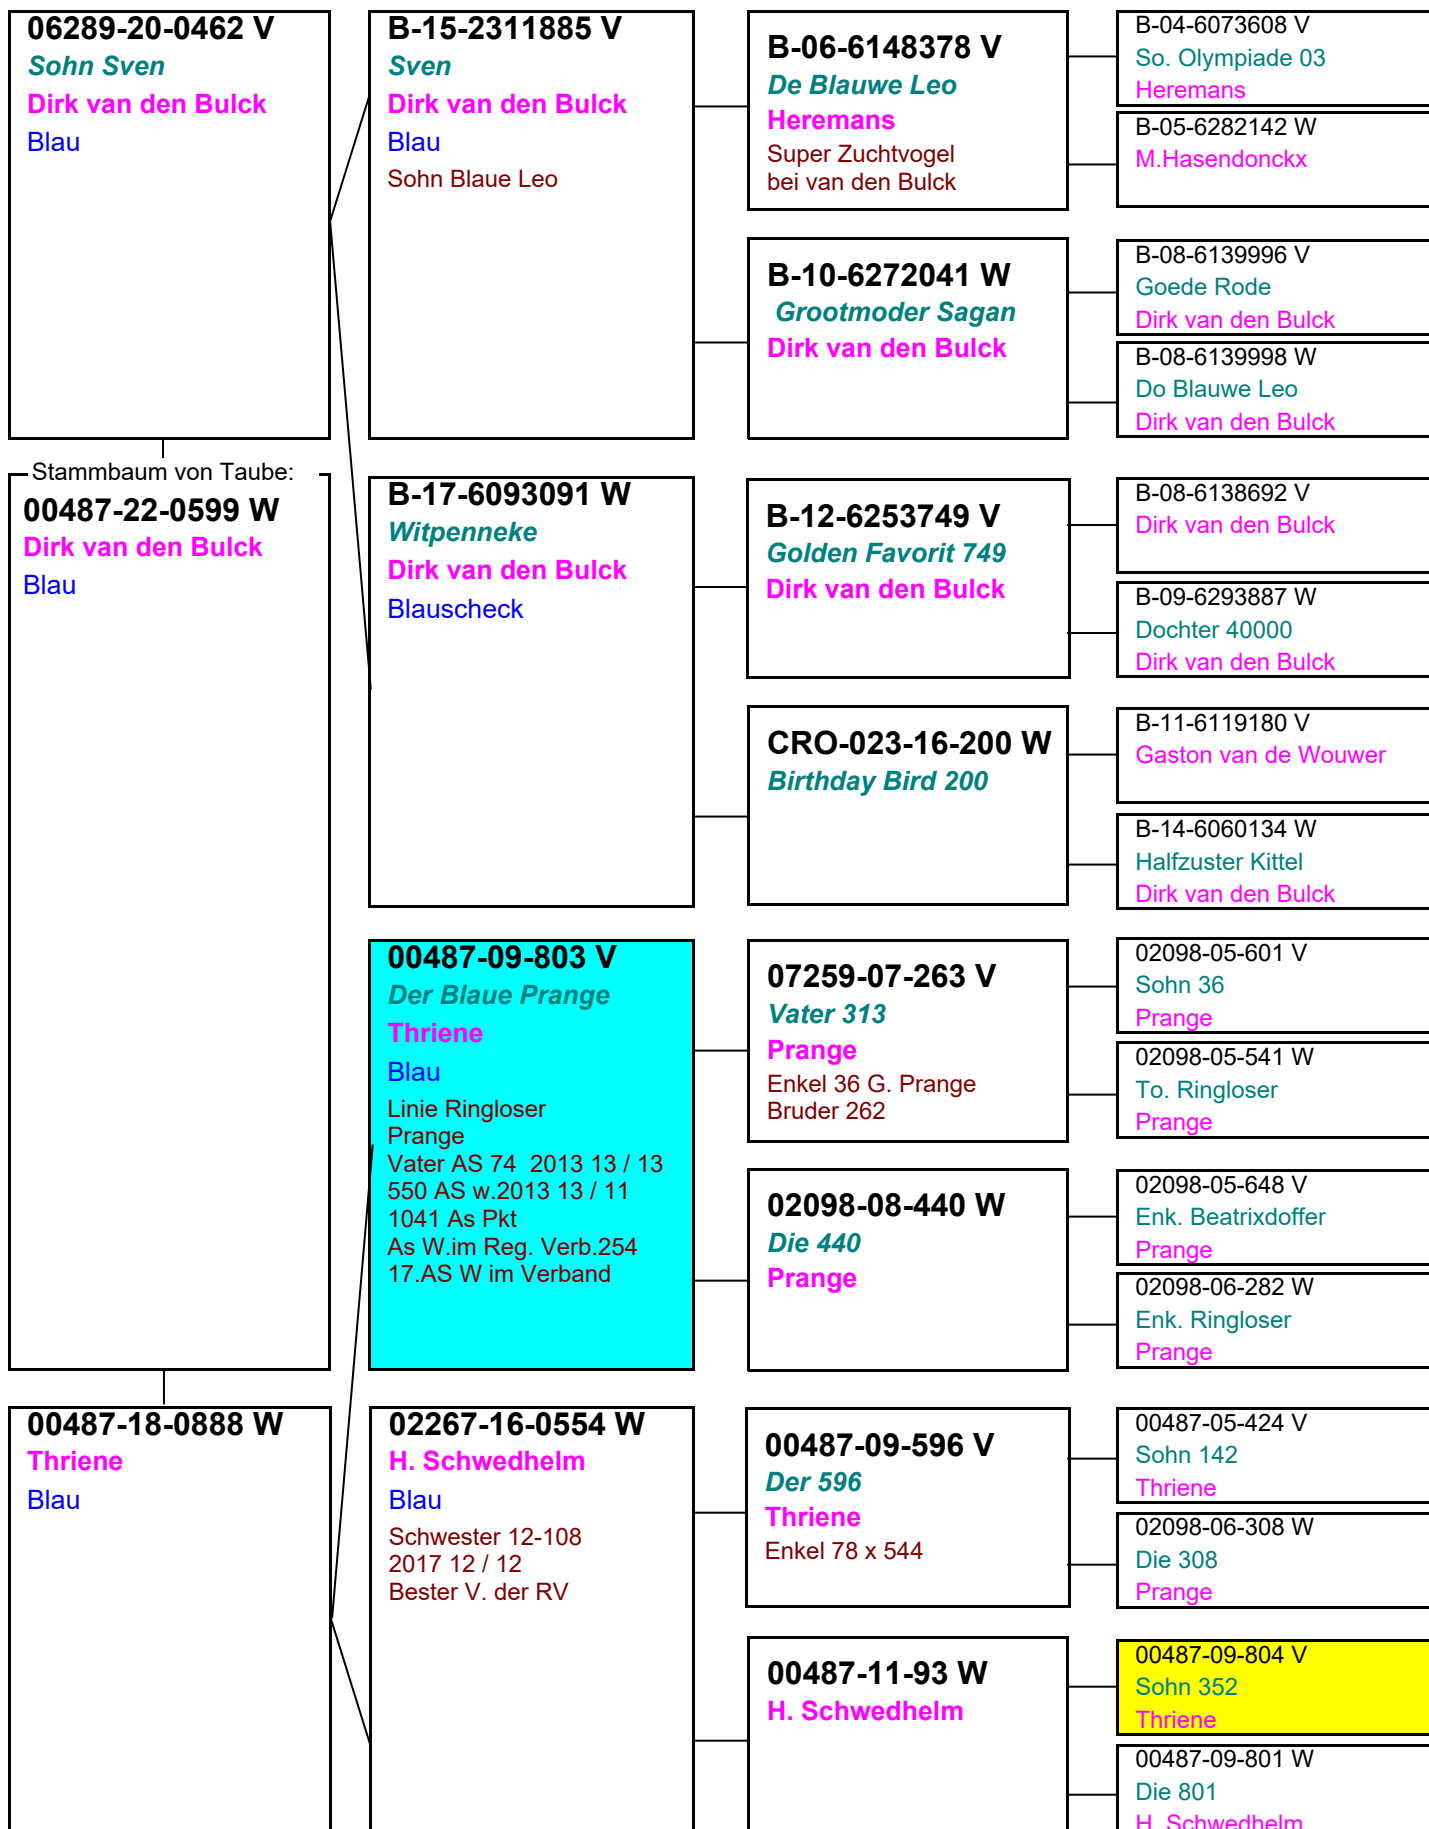 06289-20-0462 V
Sohn Sven
Dirk van den Bulck
Blau
Stammbaum von Taube:
00487-22-0599 W
Dirk van den Bulck
Blau
00487-18-0888 W
Thriene
Blau
B-15-2311885 V
Sven
Dirk van den Bulck
Blau
Sohn Blaue Leo
B-17-6093091 W
Witpenneke
Dirk van den Bulck
Blauscheck
00487-09-803 V
Der Blaue Prange
Thriene
Blau
Linie Ringloser
Prange
Vater AS 74 2013 13 / 13
550 AS w.2013 13 / 11
1041 As Pkt
As W.im Reg. Verb.254
17.AS W im Verband
02267-16-0554 W
H. Schwedhelm
Blau
Schwester 12-108
2017 12 / 12
Bester V. der RV
B-06-6148378 V
De Blauwe Leo
Heremans
Super Zuchtvogel
bei van den Bulck
B-10-6272041 W
Grootmoder Sagan
Dirk van den Bulck
B-12-6253749 V
Golden Favorit 749
Dirk van den Bulck
CRO-023-16-200 W
Birthday Bird 200
07259-07-263 V
Vater 313
Prange
Enkel 36 G. Prange
Bruder 262
02098-08-440 W
Die 440
Prange
00487-09-596 V
Der 596
Thriene
Enkel 78 x 544
00487-11-93 W
H. Schwedhelm
B-04-6073608 V
So. Olympiade 03
Heremans
B-05-6282142 W
M.Hasendonckx
B-08-6139996 V
Goede Rode
Dirk van den Bulck
B-08-6139998 W
Do Blauwe Leo
Dirk van den Bulck
B-08-6138692 V
Dirk van den Bulck
B-09-6293887 W
Dochter 40000
Dirk van den Bulck
B-11-6119180 V
Gaston van de Wouwer
B-14-6060134 W
Halfzuster Kittel
Dirk van den Bulck
02098-05-601 V
Sohn 36
Prange
02098-05-541 W
To. Ringloser
Prange
02098-05-648 V
Enk. Beatrixdoffer
Prange
02098-06-282 W
Enk. Ringloser
Prange
00487-05-424 V
Sohn 142
Thriene
02098-06-308 W
Die 308
Prange
00487-09-804 V
Sohn 352
Thriene
00487-09-801 W
Die 801
H. Schwedhelm